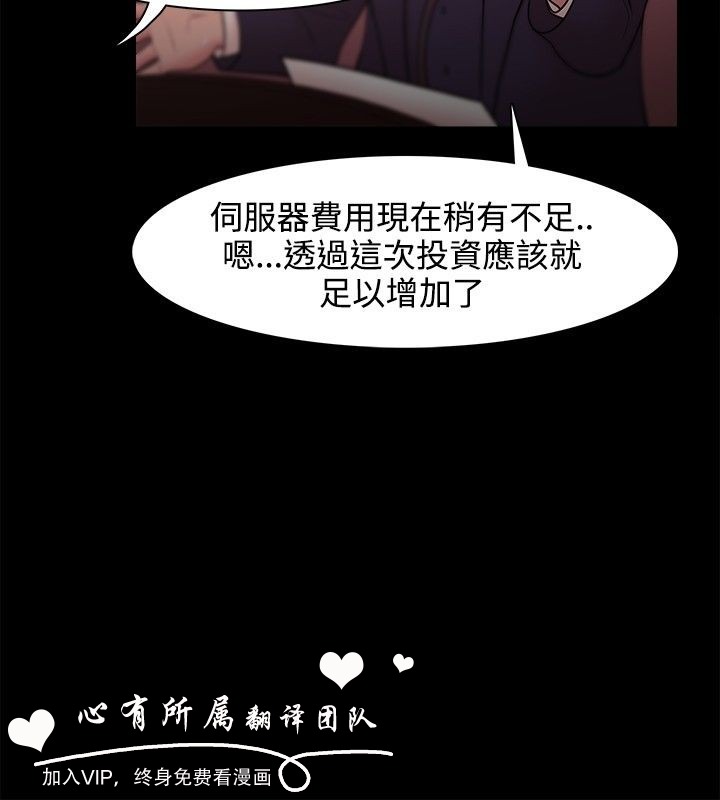 伺服器費用現在稍有不足..
嗯...透過這次投資應該就
足以增加了
心有所属翻译团队
加入VIP，终身免费看漫画